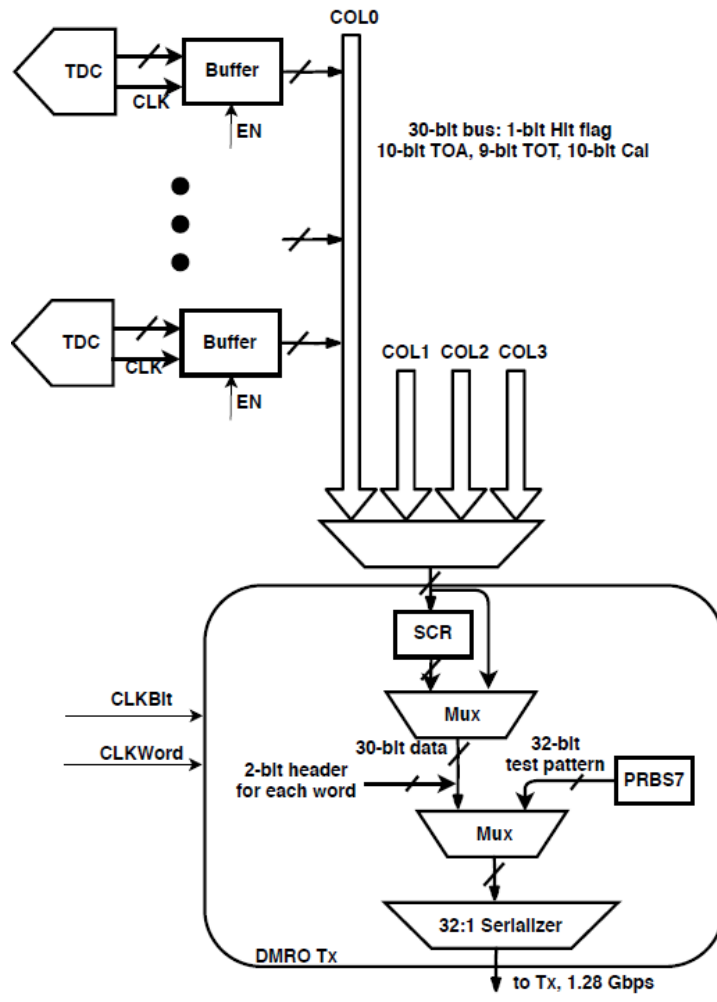 COL0
TDC
Buffer
CLK
EN
30-bit bus: 1-bit Hit flag
10-bit TOA, 9-bit TOT, 10-bit Cal
TDC
Buffer
CLK
EN
COL1 COL2 COL3
SCR
CLKBit
Mux
CLKWord
30-bit data
32-bit
test pattern
2-bit header
for each word
PRBS7
Mux
32:1 Serializer
DMRO Tx
to Tx, 1.28 Gbps